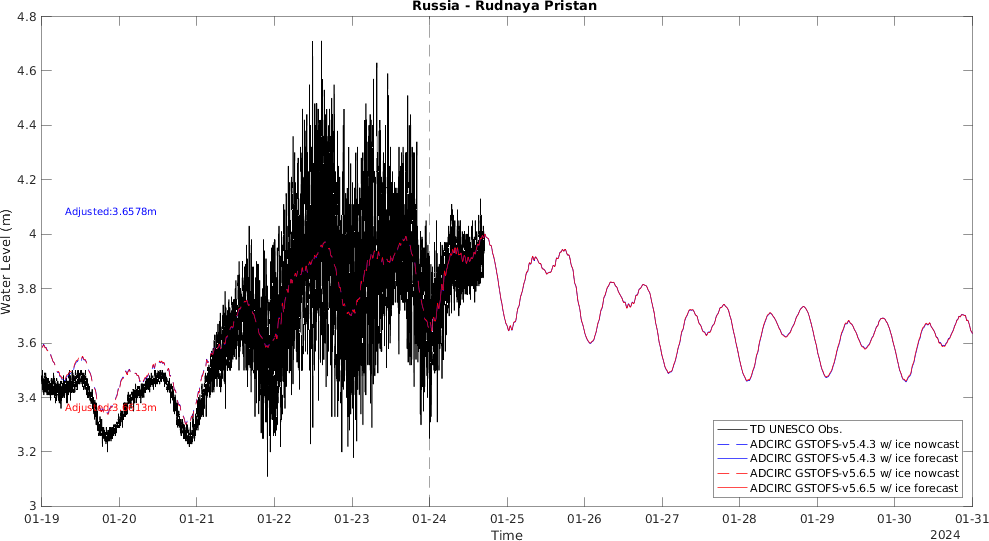 Russia - Rudnaya Pristan
4.8
4.6
4.4
4.2
4
3.8
3.6
3.4
3.2
3
Water Level (m)
Adjusted:3.6578m
TD UNESCO Obs.
ADCIRC GSTOFS-v5.4.3 w/ ice nowcast
ADCIRC GSTOFS-v5.4.3 w/ ice forecast
ADCIRC GSTOFS-v5.6.5 w/ ice nowcast
ADCIRC GSTOFS-v5.6.5 w/ ice forecast
01-19 01-20 01-21 01-22 01-23 01-24 01-25 01-26 01-27 01-28 01-29 01-30 01-31
Time
2024